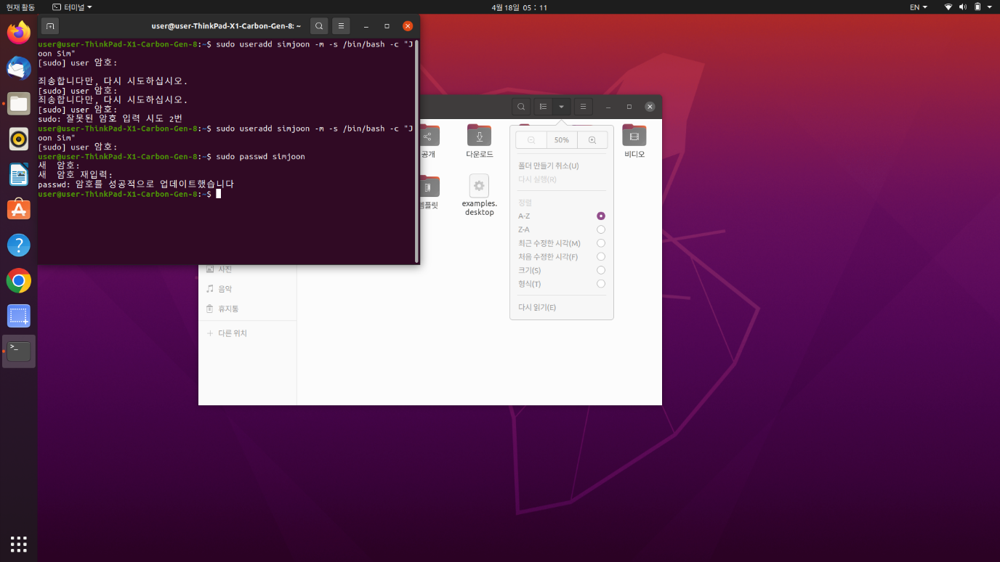 현재 활동
터미널
4월 18일 05 : 11
EN
user@user-ThinkPad-X1-Carbon-Gen-8: ~
user@user-ThinkPad-X1-Carbon-Gen-8:~$ sudo useradd simjoon -m -s /bin/bash -c "J
oon Sim"
[sudo] user 암호:
죄송합니다만, 다시 시도하십시오.
[sudo] user 암호:
죄송합니다만, 다시 시도하십시오.
[sudo] user 암호:
sudo: 잘못된 암호 입력 시도 2번
user@user-ThinkPad-X1-Carbon-Gen-8:~$ sudo useradd simjoon -m -s /bin/bash -c "J
oon Sim"
[sudo] user 암호:
user@user-ThinkPad-X1-Carbon-Gen-8:~$ sudo passwd simjoon
새  암호:
새  암호 재입력:
passwd: 암호를 성공적으로 업데이트했습니다
user@user-ThinkPad-X1-Carbon-Gen-8:~$
공개
다운로드
비디오
examples.
desktop
50%
폴더 만들기 취소(U)
다시 실행(R)
정렬
A-Z
Z-A
최근 수정한 시각(M)
처음 수정한 시각(F)
크기(S)
형식(T)
다시 읽기(E)
사진
음악
휴지통
+ 다른 위치